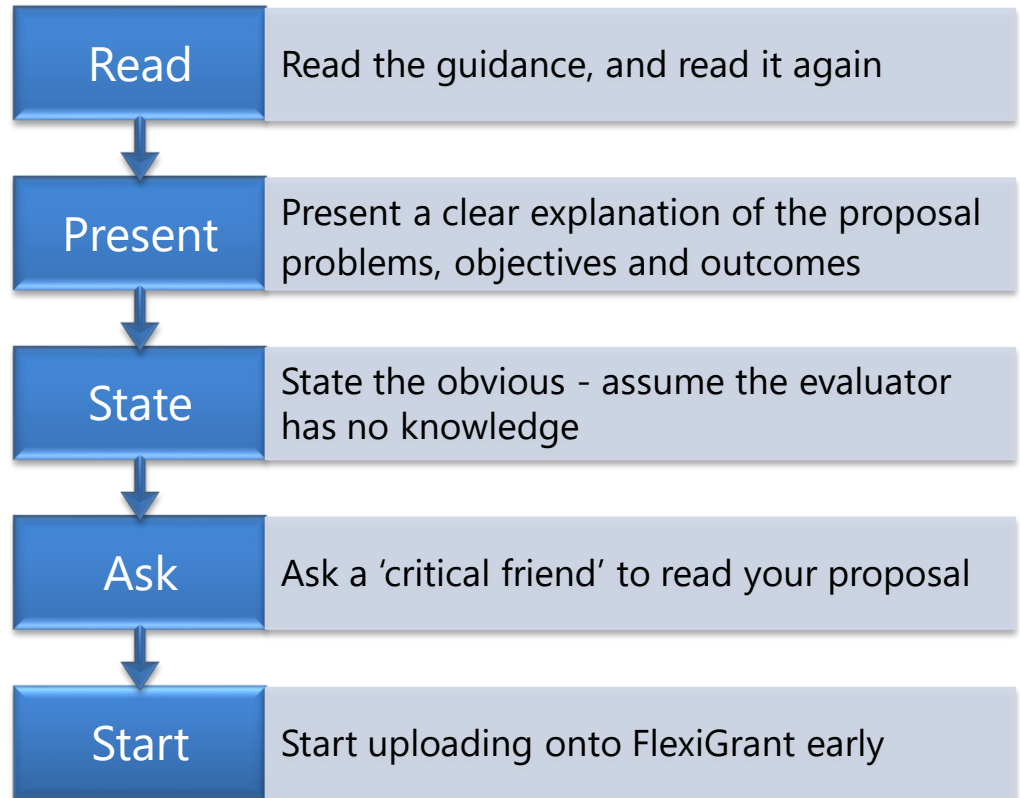 Read
Read the guidance, and read it again
Present
Present a clear explanation of the proposal
problems, objectives and outcomes
State
State the obvious - assume the evaluator
has no knowledge
Ask
Ask a ‘critical friend’ to read your proposal
Start
Start uploading onto FlexiGrant early